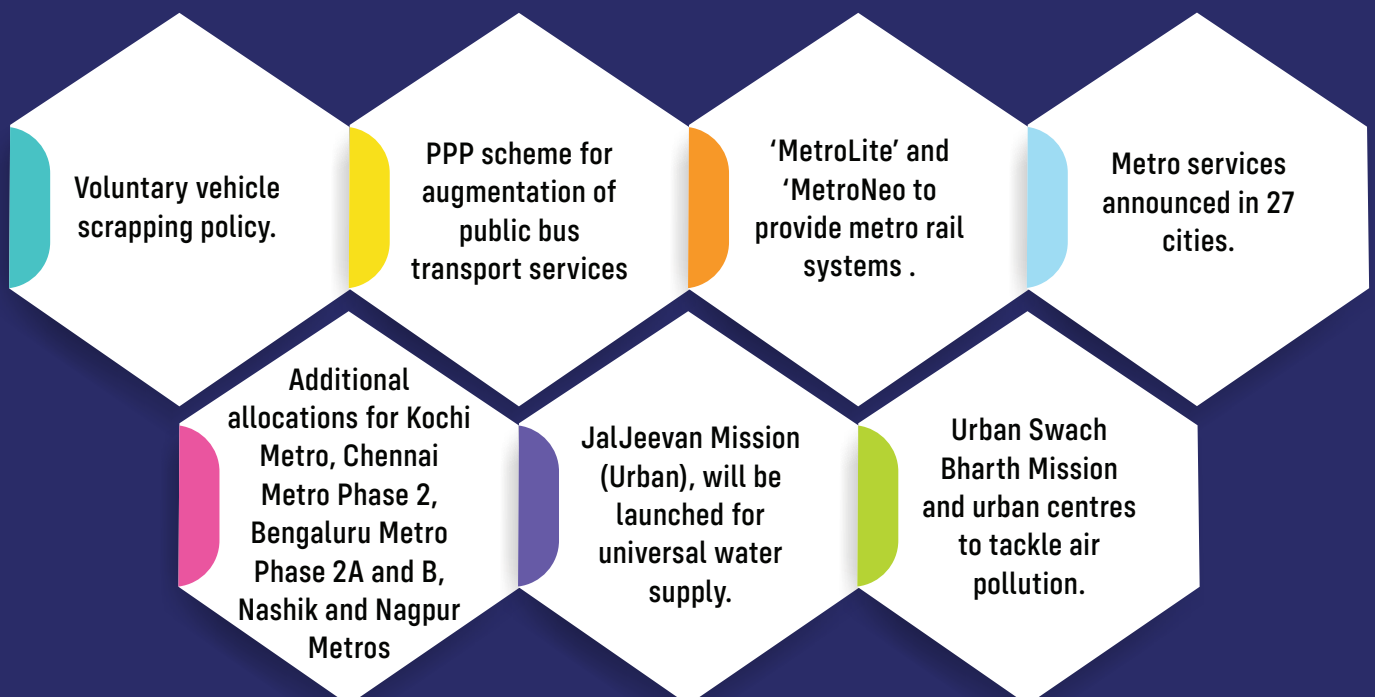 Voluntary vehicle
scrapping policy.
PPP scheme for
augmentation of
public bus
transport services
‘MetroLite’ and
‘MetroNeo to
provide metro rail
systems .
Metro services
announced in 27
cities.
Additional
allocations for Kochi
Metro, Chennai
Metro Phase 2,
Bengaluru Metro
Phase 2A and B,
Nashik and Nagpur
Metros
JalJeevan Mission
(Urban), will be
launched for
universal water
supply.
Urban Swach
Bharth Mission
and urban centres
to tackle air
pollution.